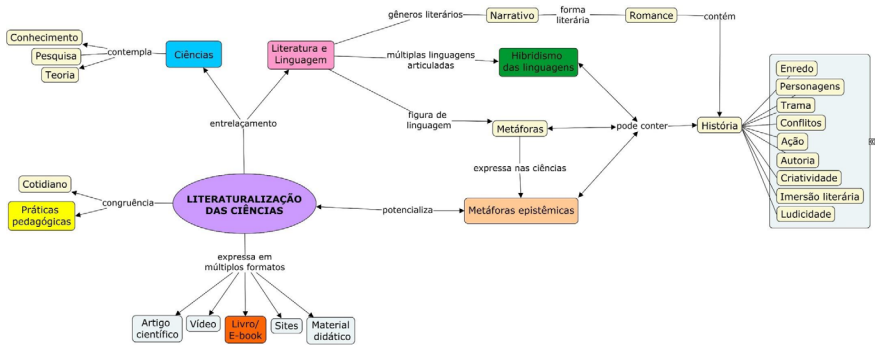 gêneros literários
Narrativo
forma
literária
Romance
contém
Conhecimento
Pesquisa
Teoria
contempla
Ciências
Literatura e
Linguagem
múltiplas linguagens
articuladas
Hibridismo
das linguagens
entrelaçamento
figura de
linguagem
Metáforas
pode conter
História
Enredo
Personagens
Trama
Conflitos
Ação
Autoria
Criatividade
Imersão literária
Ludicidade
expressa nas ciências
Cotidiano
Práticas
pedagógicas
congruência
LITERATURALIZAÇÃO
DAS CIÊNCIAS
potencializa
Metáforas epistêmicas
expressa em
múltiplos formatos
Artigo
científico
Vídeo
Livro/
E-book
Sites
Material
didático